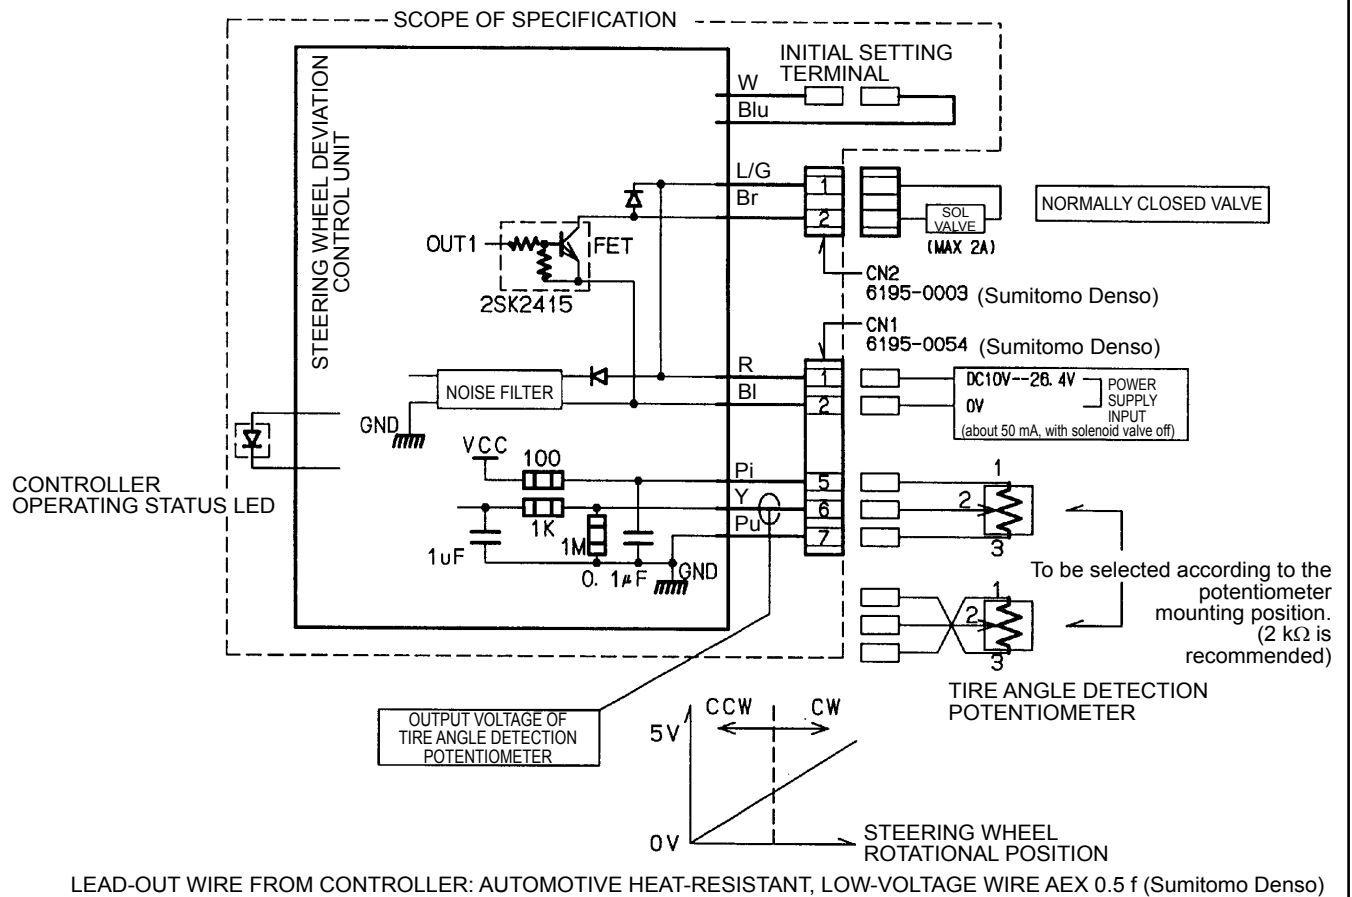 SCOPE OF SPECIFICATION
STEERING WHEEL DEVIATION
CONTROL UNIT
INITIAL SETTING
TERMINAL
W
Blu
L/G
Br
1
2
SOL
VALVE
(MAX 2A)
NORMALLY CLOSED VALVE
OUT1
FET
2SK2415
CN2
6195-0003 (Sumitomo Denso)
CN1
6195-0054 (Sumitomo Denso)
NOISE FILTER
R
Bl
1
2
DC10V--26.4V
0V
POWER
SUPPLY
INPUT
(about 50 mA, with solenoid valve off)
GND
VCC
100
1K
1M
1uF
0. 1μF
GND
Pi
Y
Pu
5
6
7
1
2
3
CONTROLLER
OPERATING STATUS LED
To be selected according to the
potentiometer
mounting position.
(2 kΩ is
recommended)
1
2
3
TIRE ANGLE DETECTION
POTENTIOMETER
OUTPUT VOLTAGE OF
TIRE ANGLE DETECTION
POTENTIOMETER
CCW
CW
5V
0V
STEERING WHEEL
ROTATIONAL POSITION
LEAD-OUT WIRE FROM CONTROLLER: AUTOMOTIVE HEAT-RESISTANT, LOW-VOLTAGE WIRE AEX 0.5 f (Sumitomo Denso)